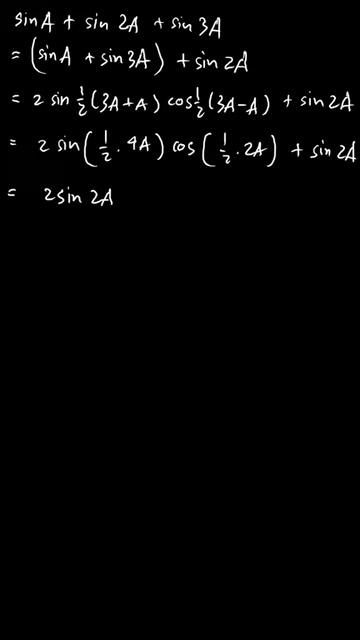 sin A + sin 2A + sin 3A
= (sin A + sin 3A) + sin 2A
= 2 sin 1/2 (3A + A) cos 1/2 (3A - A) + sin 2A
= 2 sin (1/2 . 4A) cos (1/2 . 2A) + sin 2A
= 2 sin 2A